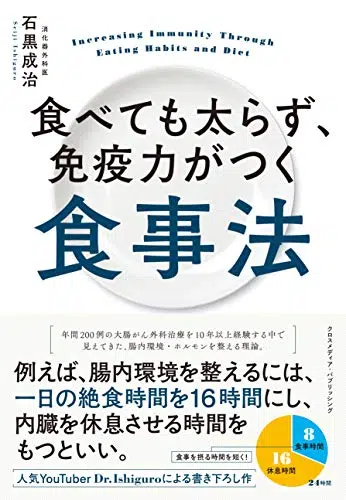 Increasing Immunity Through
Eating Habits and Diet
消化器外科医
石黒成治
Seiji Ishiguro
食べても太らず、
免疫力がつく
食事法
年間200例の大腸がん外科治療を10年以上経験する中で
見えてきた、腸内環境・ホルモンを整える理論。
例えば、腸内環境を整えるには、
一日の絶食時間を16時間にし、
内臓を休息させる時間を
もつといい。
食事を摂る時間を短く!
8
食事時間
16
休息時間
24時間
人気YouTuber Dr.Ishiguroによる書き下ろし作
クロスメディア・パブリッシング